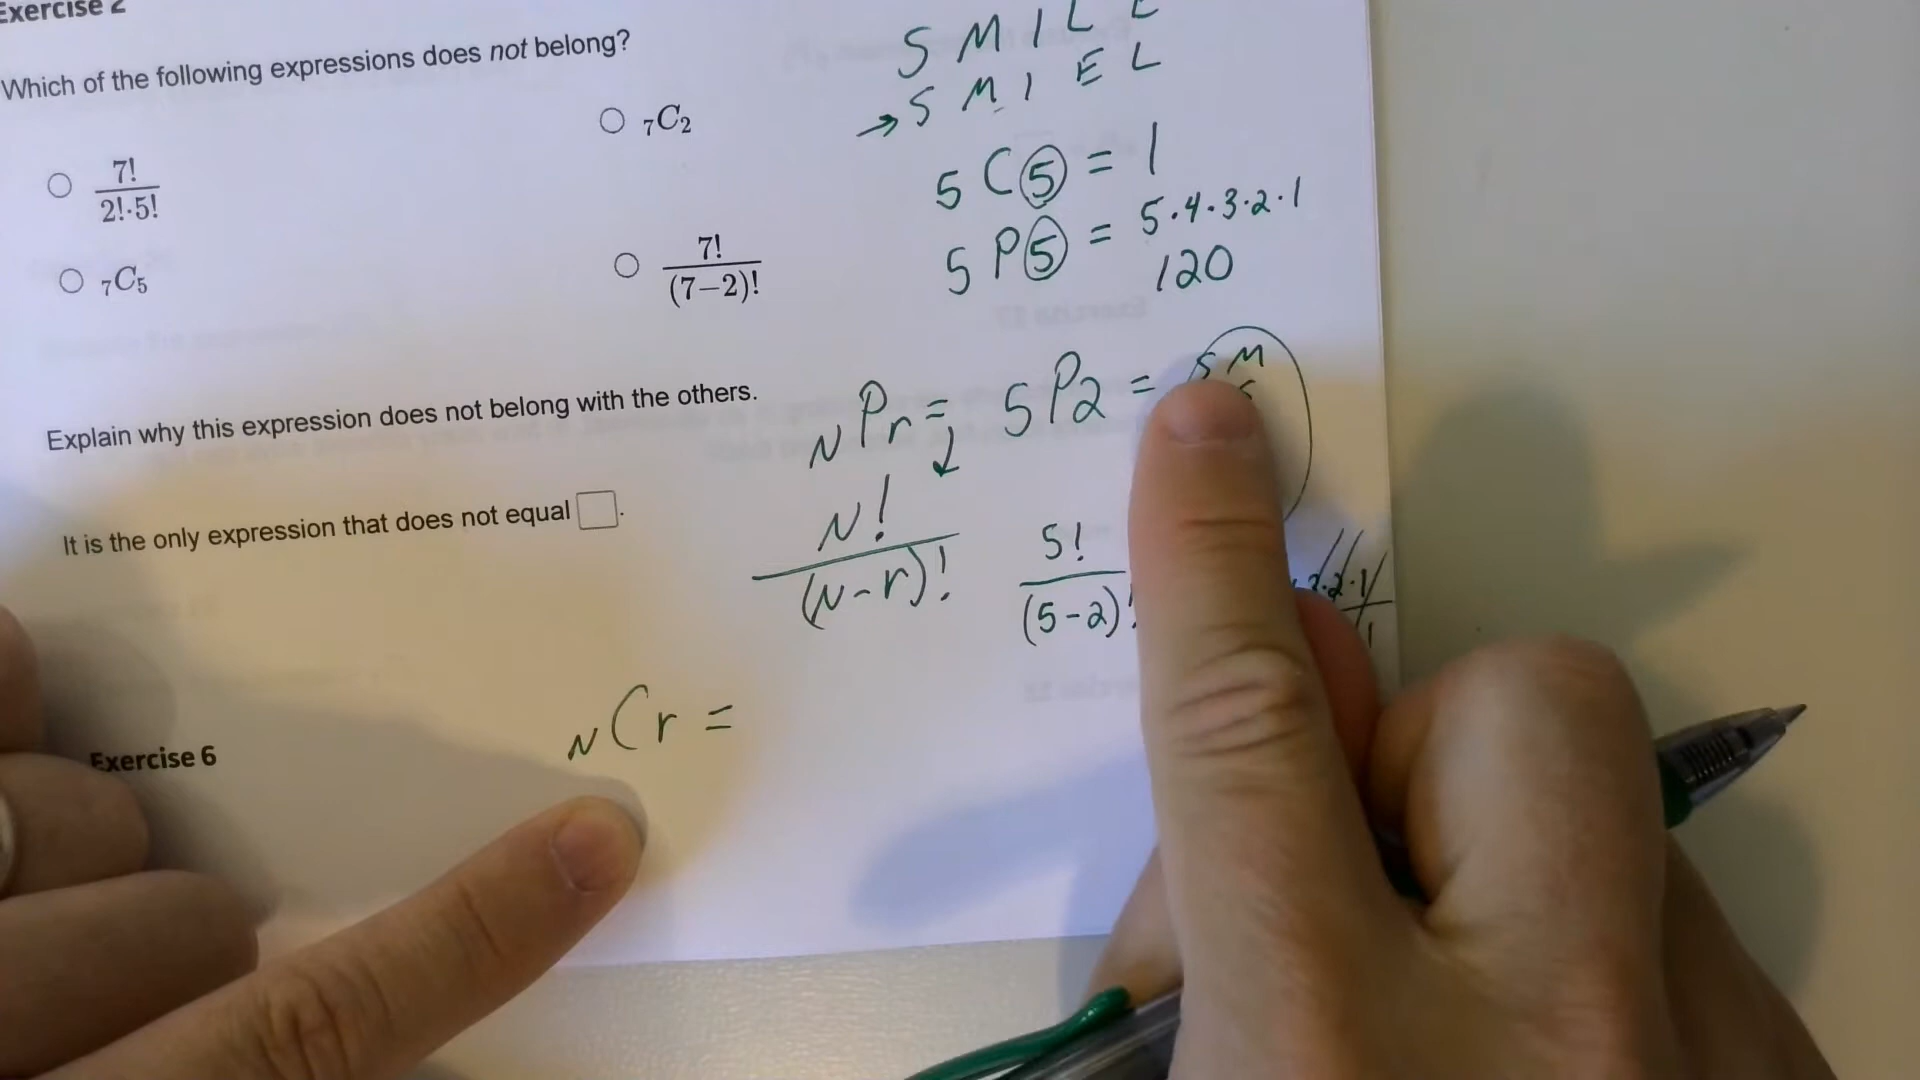 Exercise 2
Which of the following expressions does not belong?
7!
2!·5!
₇C₂
₇C₅
7!
(7−2)!
Explain why this expression does not belong with the others.
It is the only expression that does not equal
Exercise 6
S M I L E
→ S M I E L
5 C 5 = 1
5 P 5 = 5·4·3·2·1
120
N P r = 5 P 2 = S M
N!
(N-r)!
5!
(5-2)!
N C r =